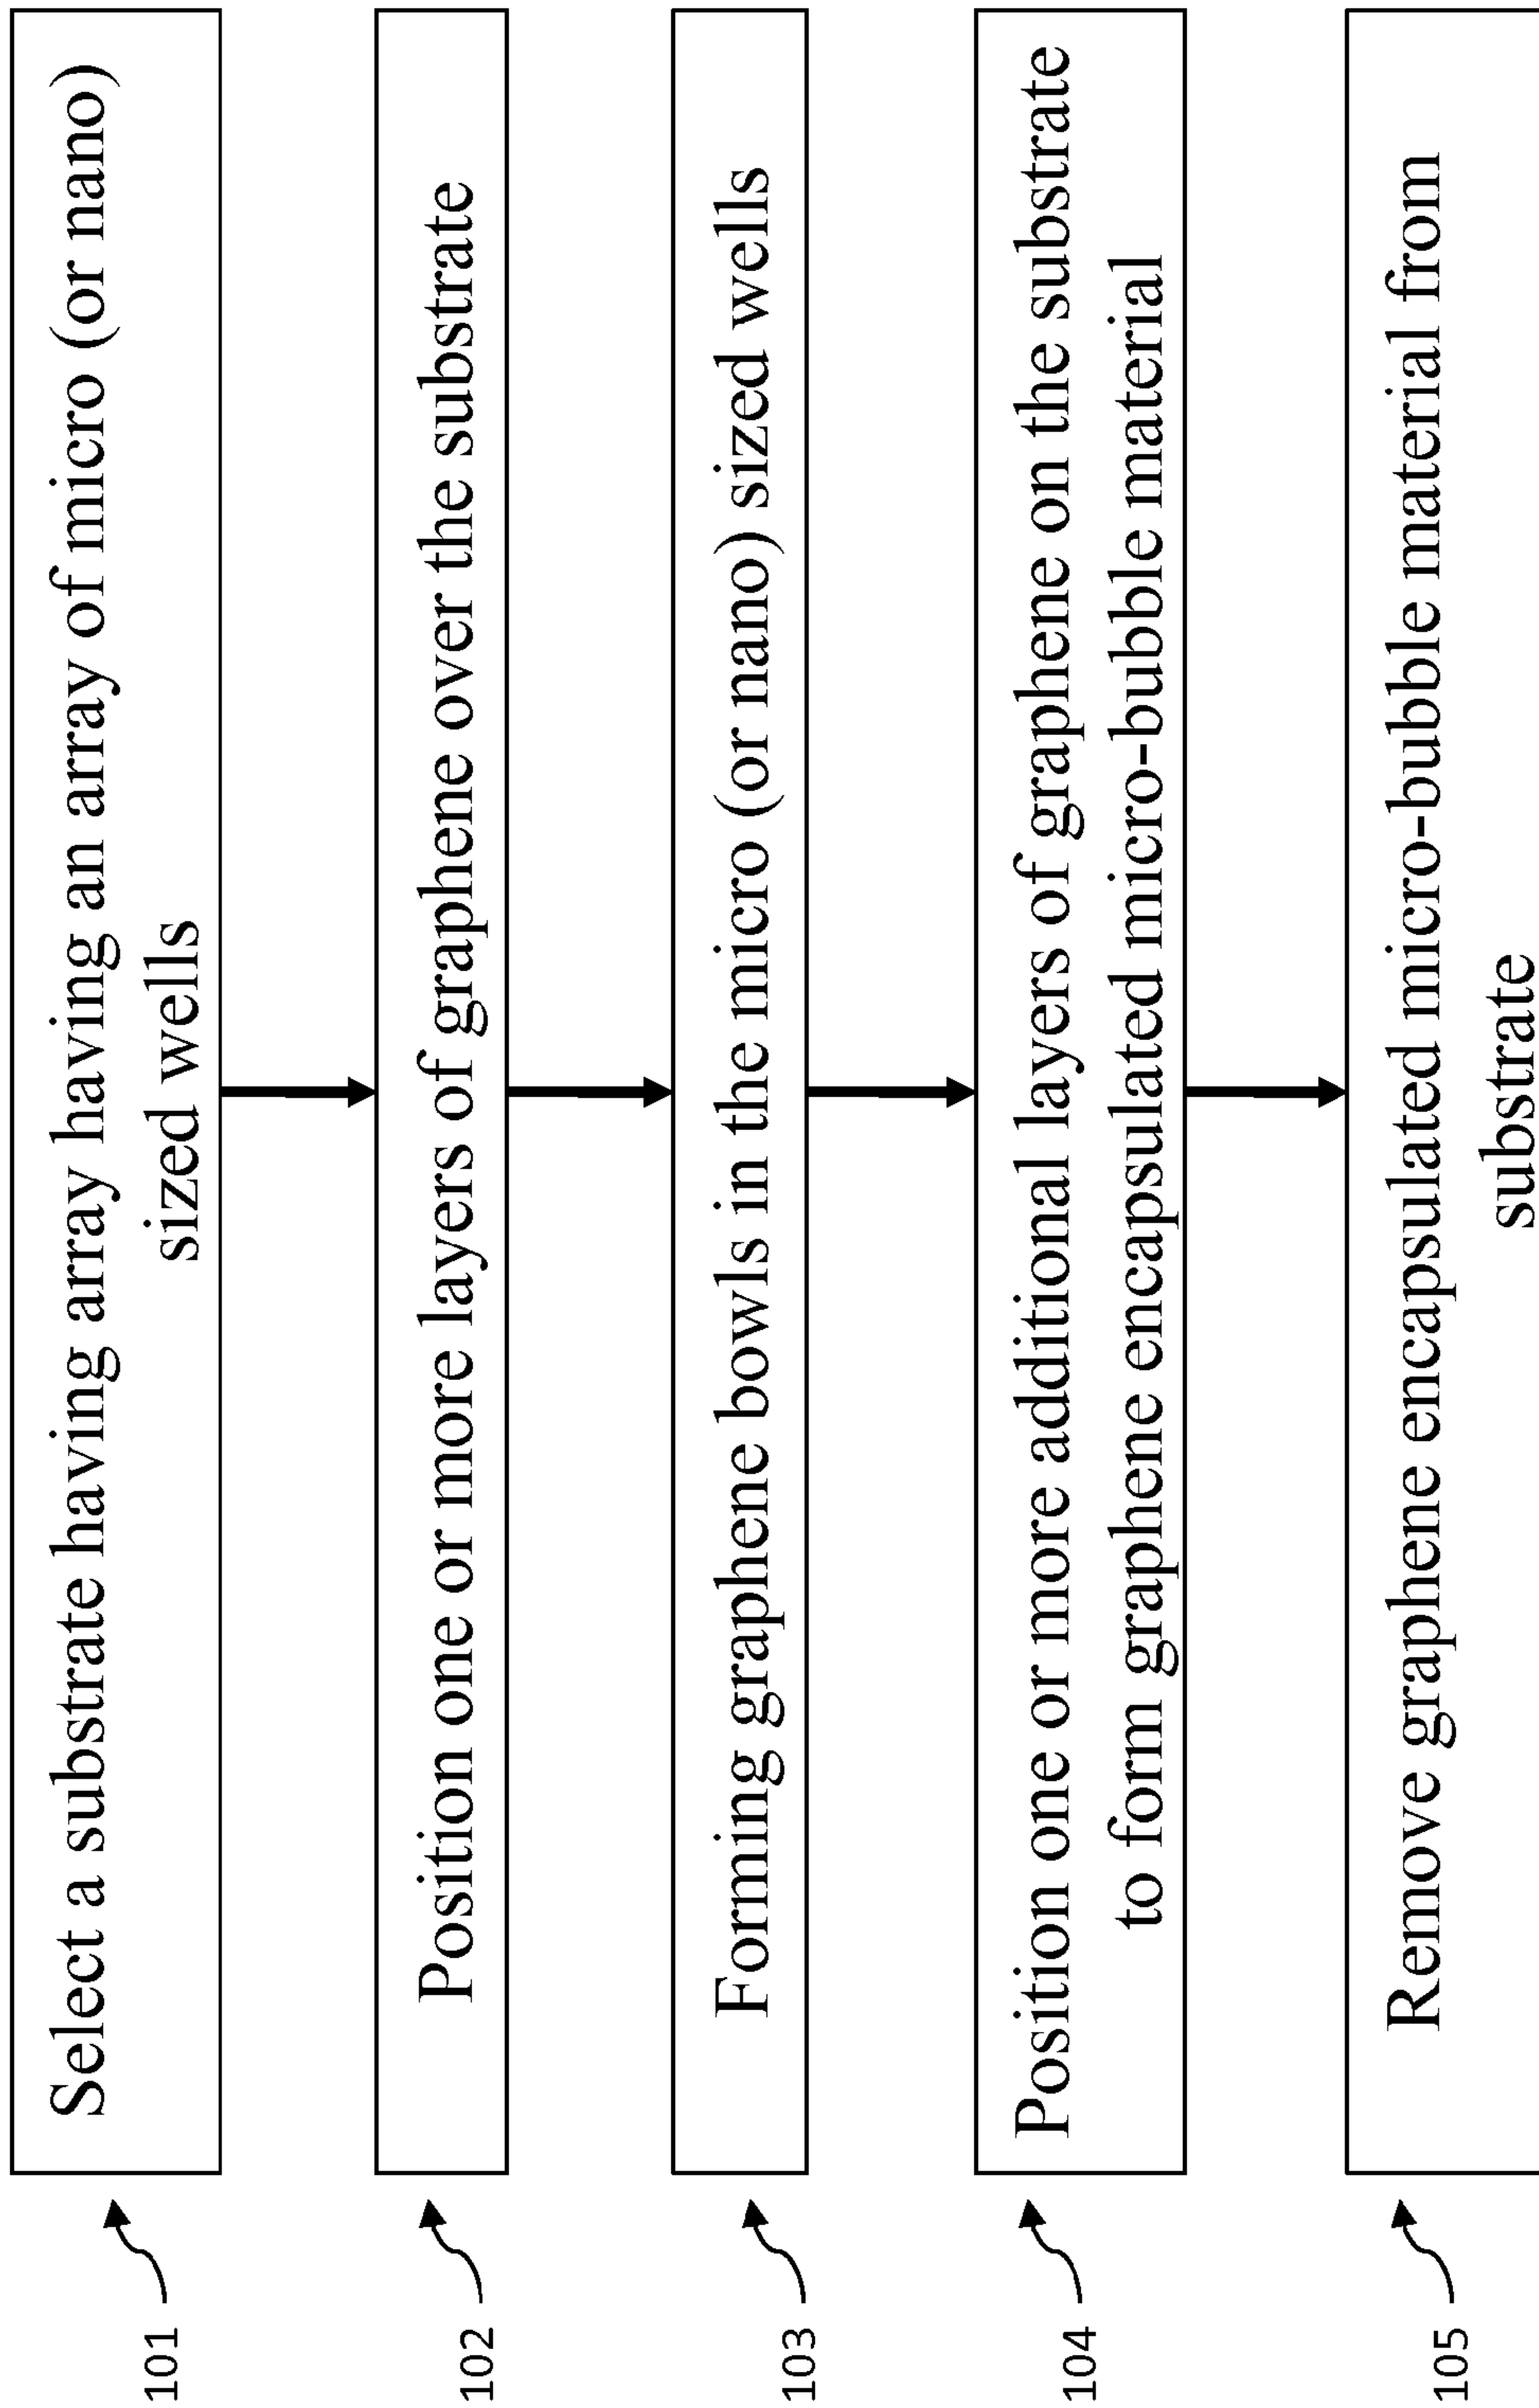 101
Select a substrate having array having an array of micro (or nano)
sized wells
102
Position one or more layers of graphene over the substrate
103
Forming graphene bowls in the micro (or nano) sized wells
104
Position one or more additional layers of graphene on the substrate
to form graphene encapsulated micro-bubble material
105
Remove graphene encapsulated micro-bubble material from
substrate